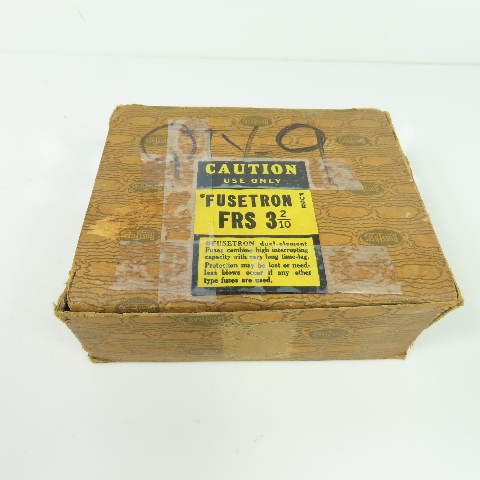 CAUTION
USE ONLY
FUSETRON FUSE
FRS 3 2/10
FUSETRON dual-element
Fuses combine high interrupting
capacity with very long time-lag.
Protection may be lost or need-
less blows occur if any other
type fuses are used.